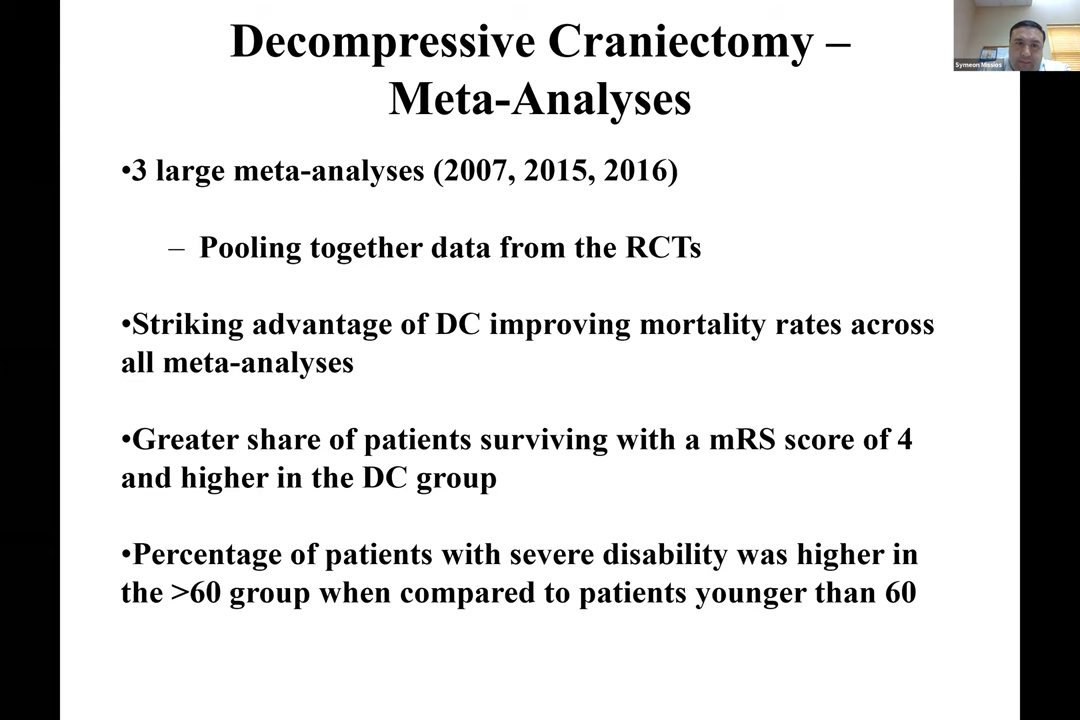 Decompressive Craniectomy –
Meta-Analyses
Symeon Missios
•3 large meta-analyses (2007, 2015, 2016)
– Pooling together data from the RCTs
•Striking advantage of DC improving mortality rates across
all meta-analyses
•Greater share of patients surviving with a mRS score of 4
and higher in the DC group
•Percentage of patients with severe disability was higher in
the >60 group when compared to patients younger than 60